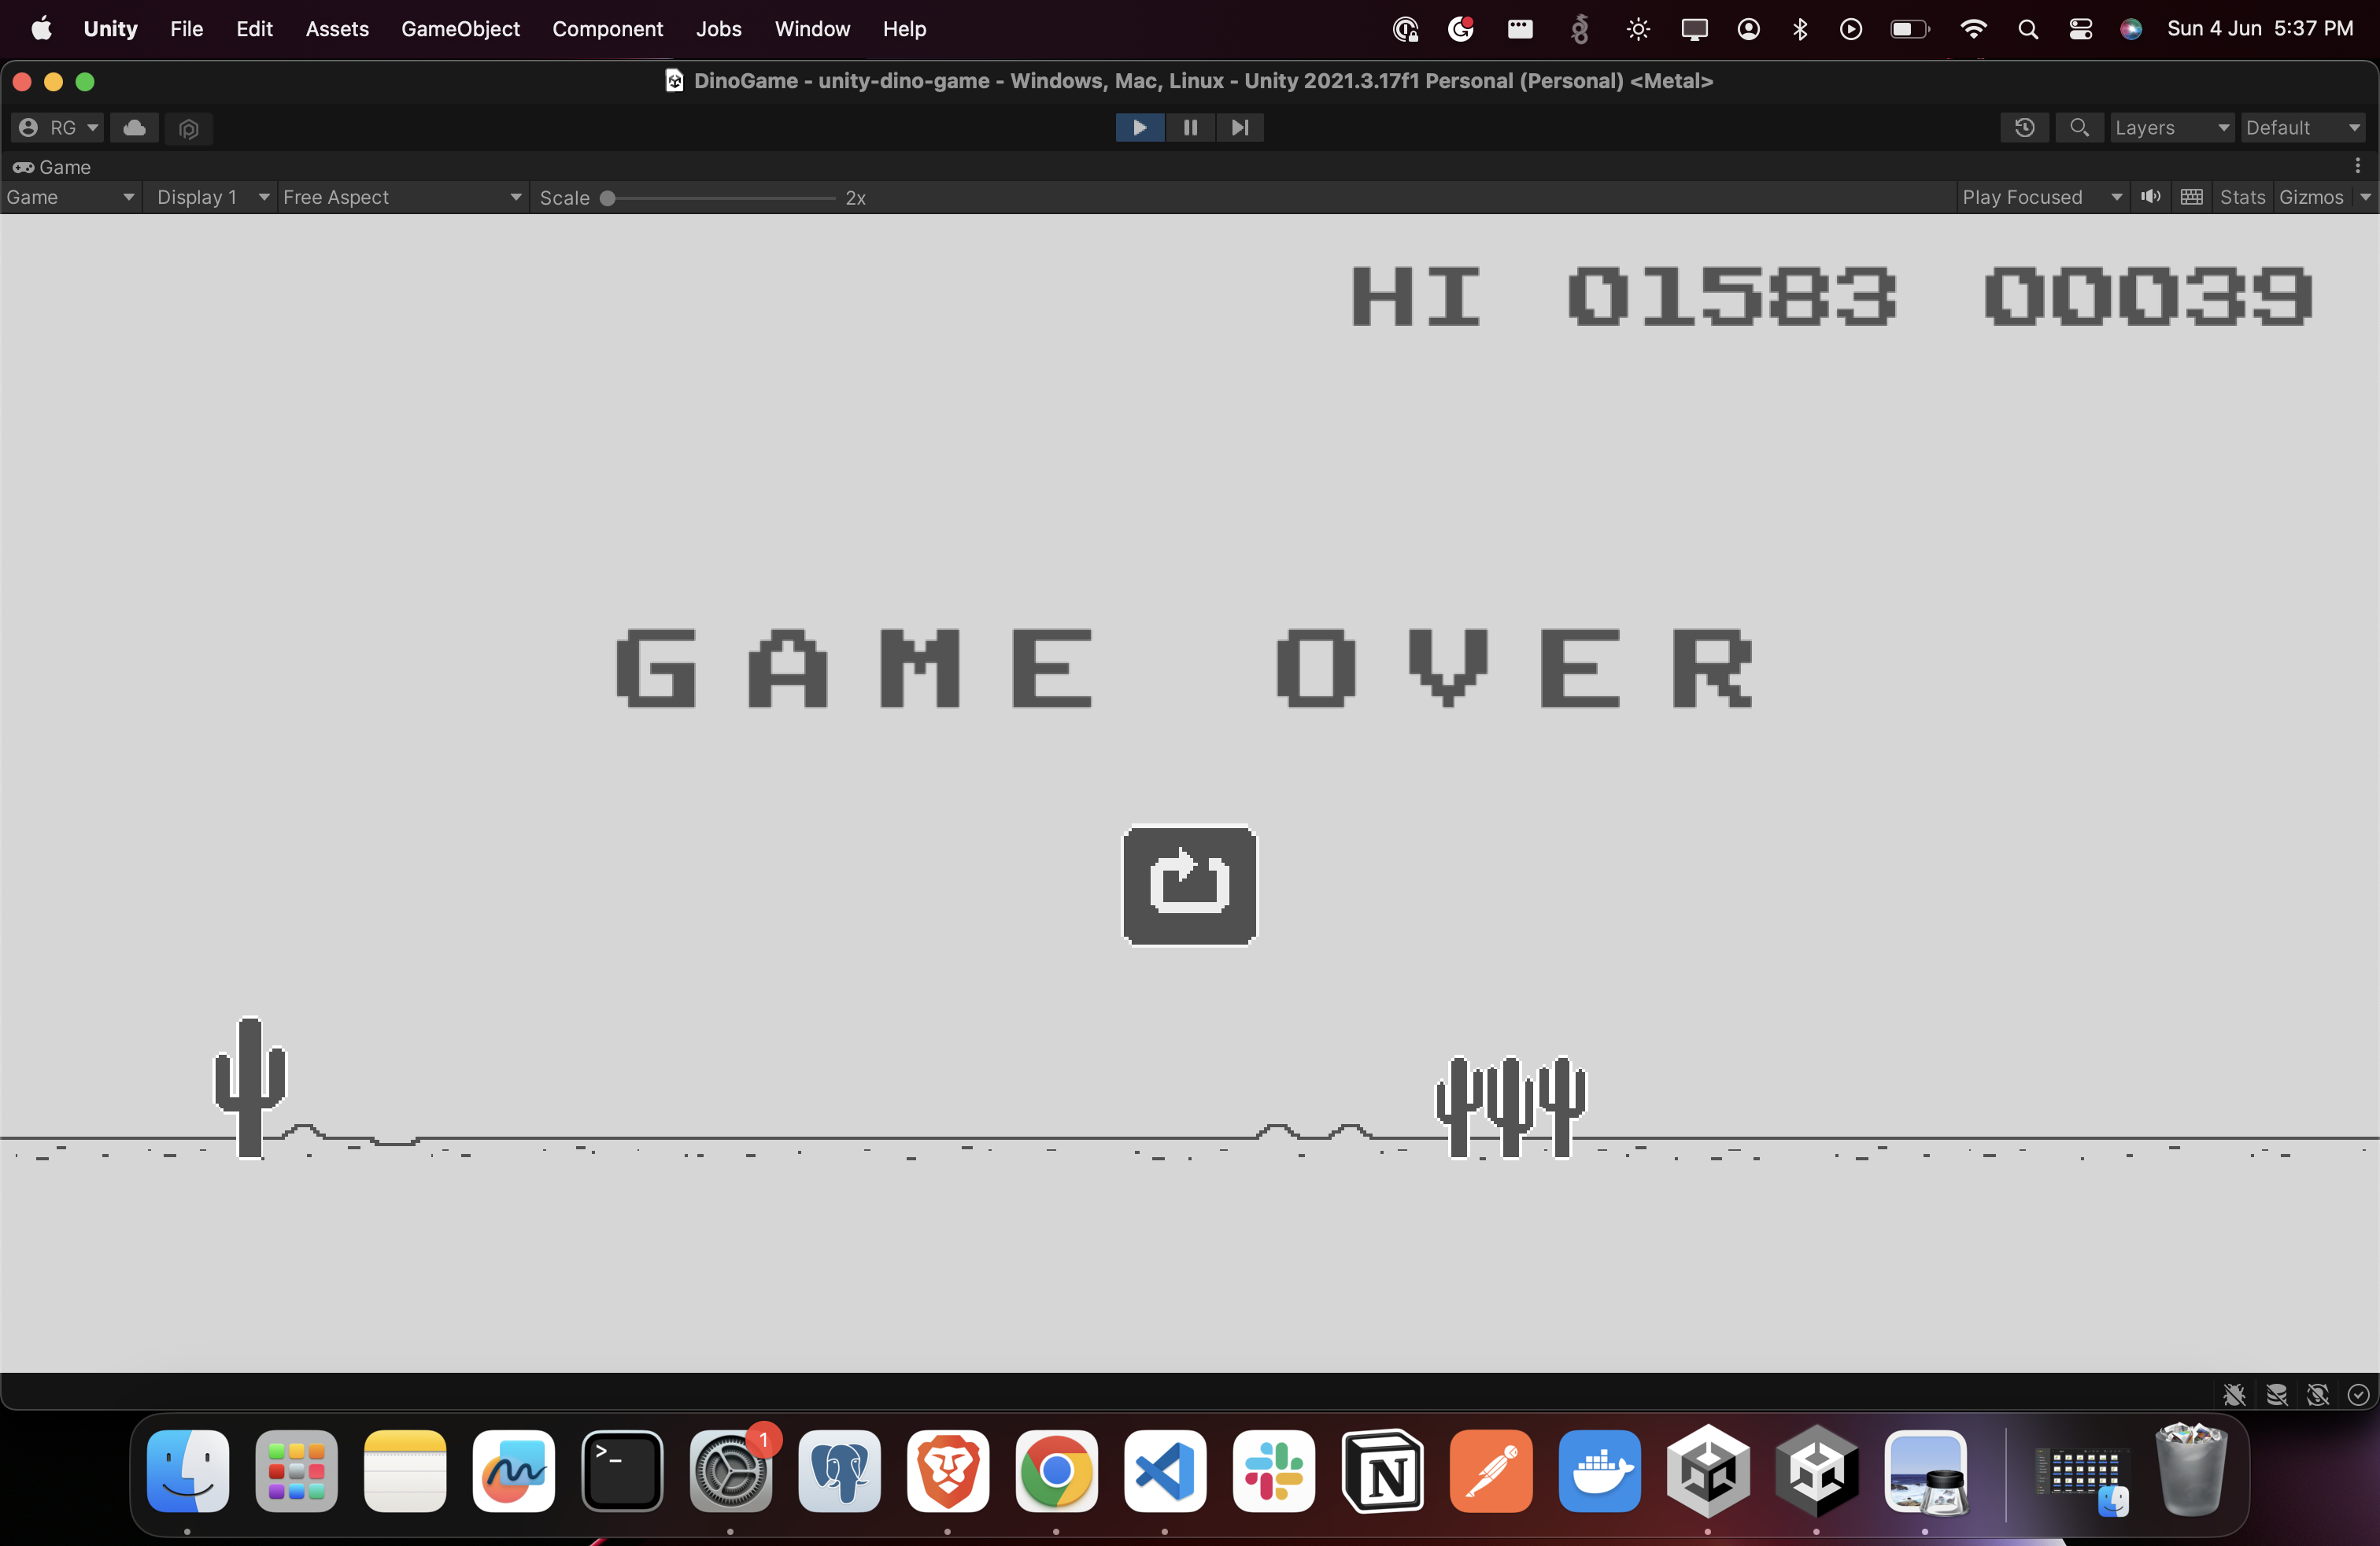 Unity File Edit Assets GameObject Component Jobs Window Help Sun 4 Jun 5:37 PM
DinoGame - unity-dino-game - Windows, Mac, Linux - Unity 2021.3.17f1 Personal (Personal) <Metal>
RG Layers Default
Game
Game Display 1 Free Aspect Scale 2x Play Focused Stats Gizmos
HI 01583 00039
GAME OVER
1
>_
N